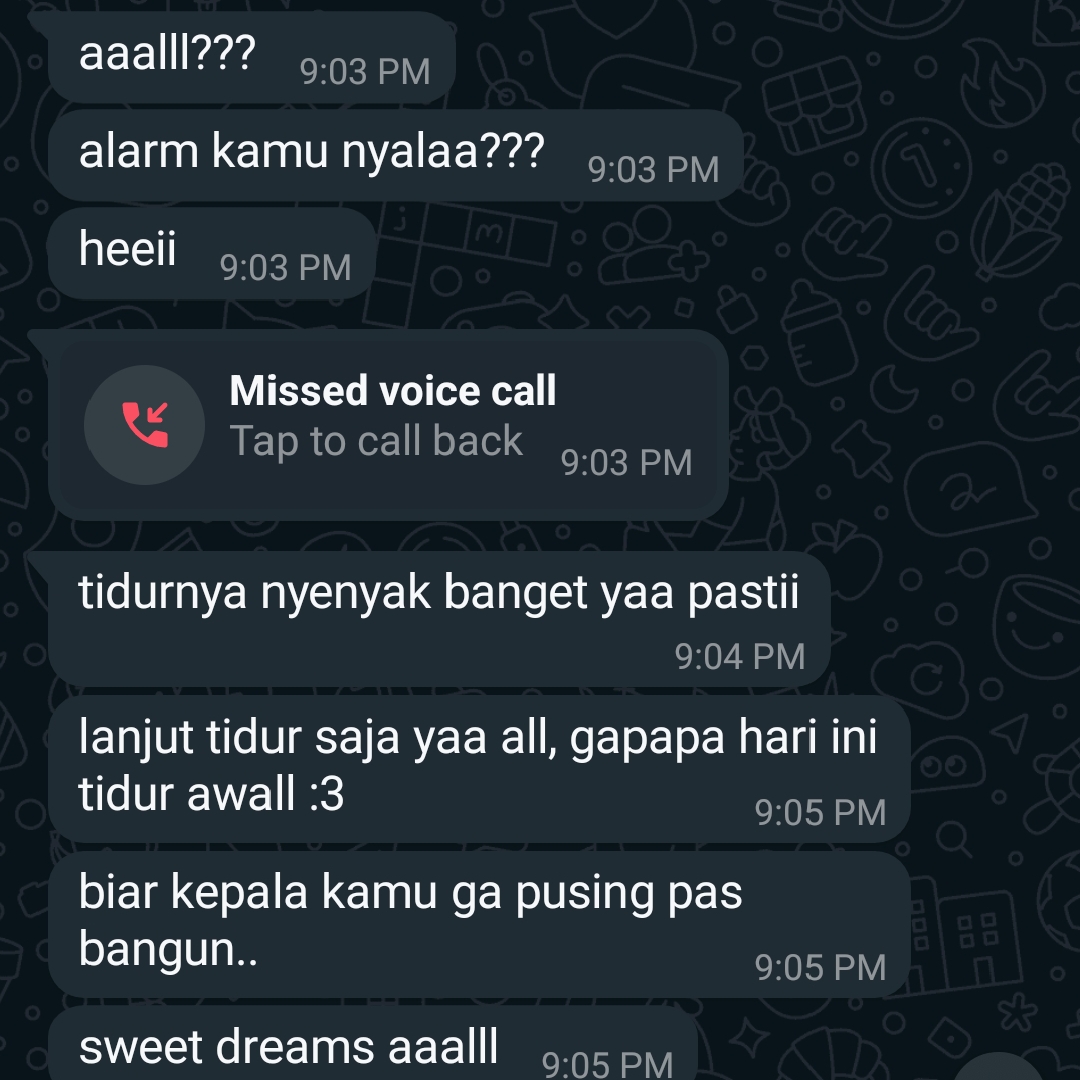 aaalll???
9:03 PM
alarm kamu nyalaa???
9:03 PM
heeii
9:03 PM
Missed voice call
Tap to call back
9:03 PM
tidurnya nyenyak banget yaa pastii
9:04 PM
lanjut tidur saja yaa all, gapapa hari ini
tidur awall :3
9:05 PM
biar kepala kamu ga pusing pas
bangun..
9:05 PM
sweet dreams aaalll
9:05 PM